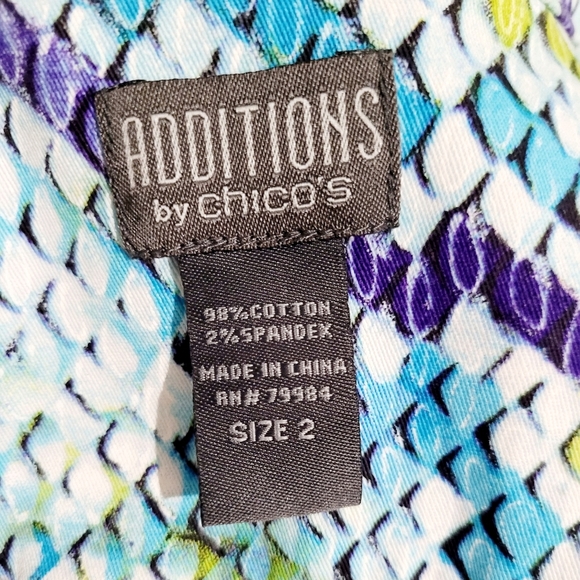 ADDITIONS
by chico's
98% COTTON
2% SPANDEX
MADE IN CHINA
RN# 79984
SIZE 2